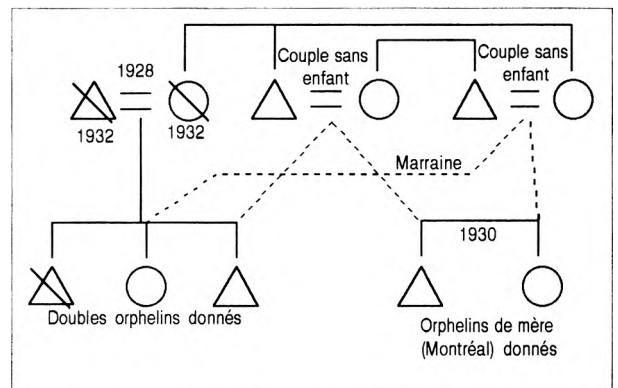 Couple sans
enfant
Couple sans
enfant
1928
1932
1932
Marraine
1930
Doubles orphelins donnés
Orphelins de mère
(Montréal) donnés